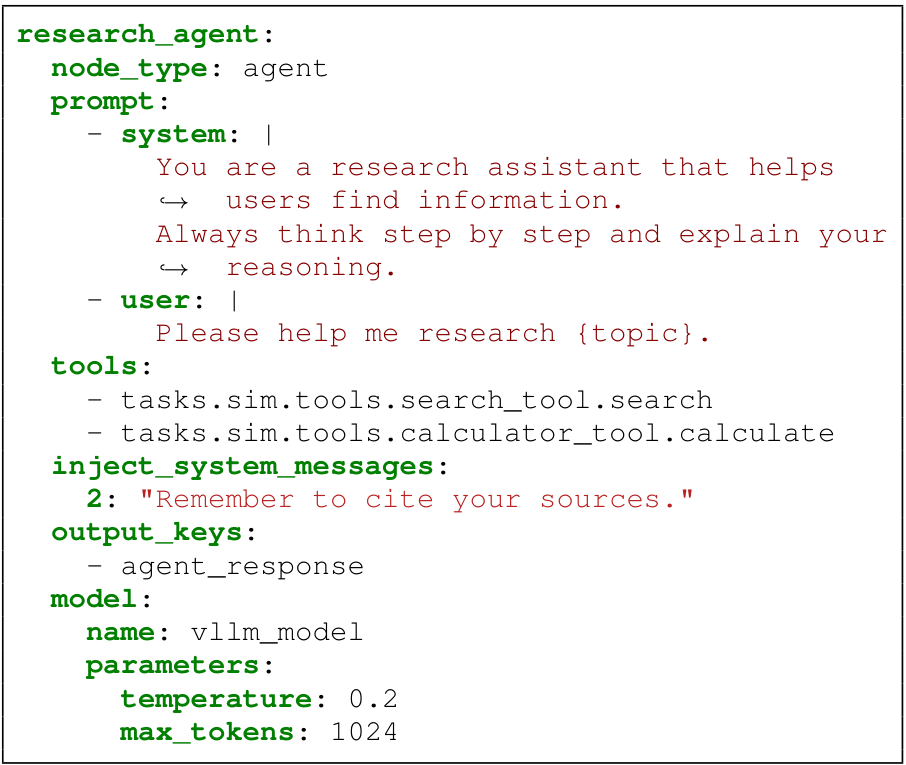 research_agent:
  node_type: agent
  prompt:
    - system: |
        You are a research assistant that helps
        ↪  users find information.
        Always think step by step and explain your
        ↪  reasoning.
    - user: |
        Please help me research {topic}.
  tools:
    - tasks.sim.tools.search_tool.search
    - tasks.sim.tools.calculator_tool.calculate
  inject_system_messages:
    2: "Remember to cite your sources."
  output_keys:
    - agent_response
  model:
    name: vllm_model
    parameters:
      temperature: 0.2
      max_tokens: 1024